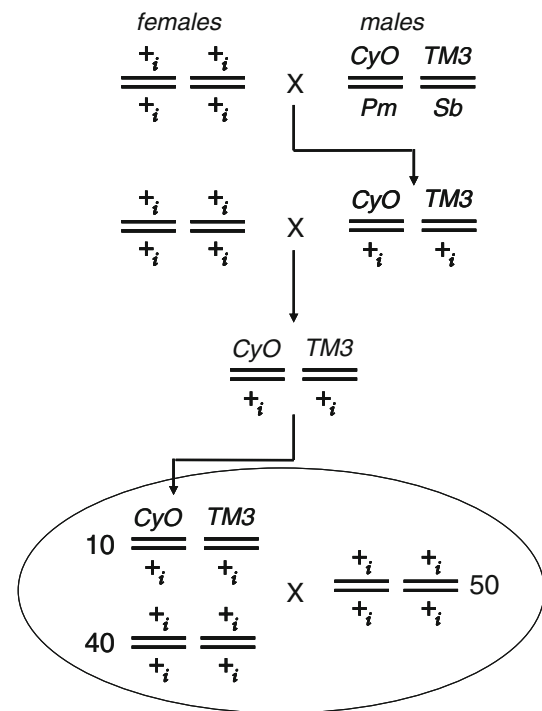 females males
+i +i CyO TM3
X
+i +i Pm Sb
+i +i CyO TM3
X
+i +i +i +i
CyO TM3
+i +i
CyO TM3
10
+i +i
+i +i
X
50
+i +i
+i +i
40
+i +i